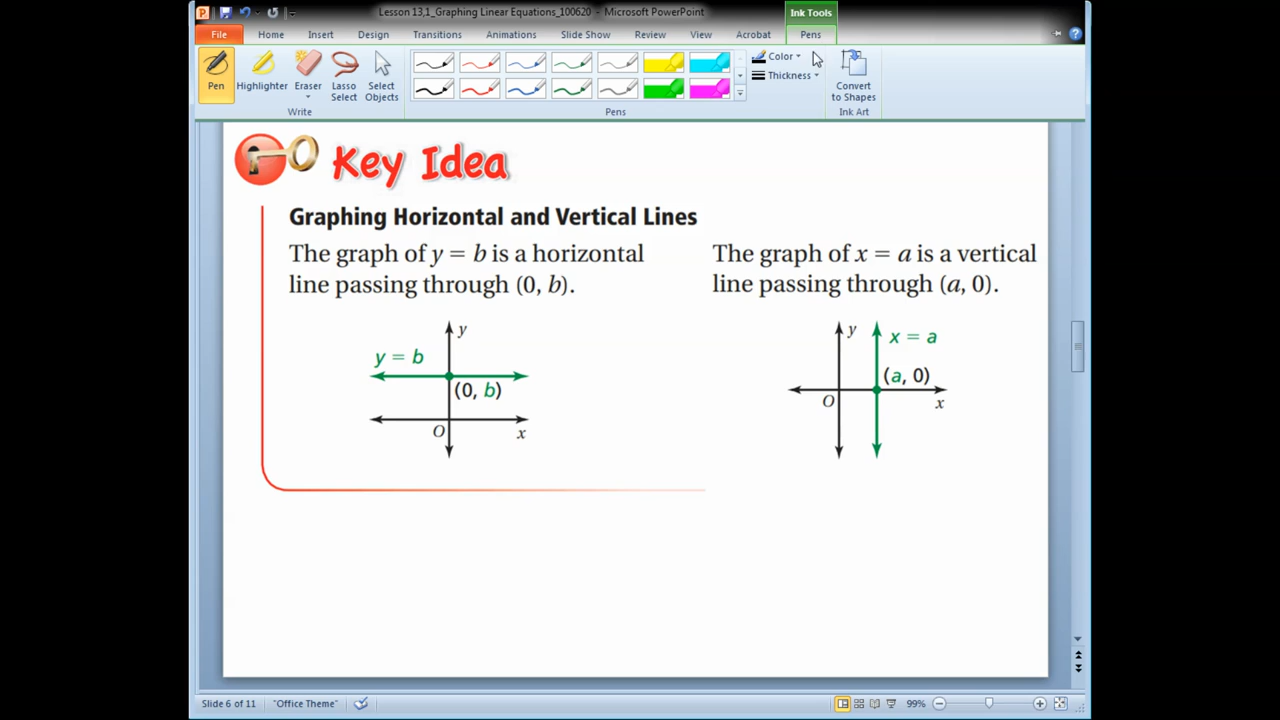 Lesson 13,1_Graphing Linear Equations_100620 - Microsoft PowerPoint
Ink Tools
File Home Insert Design Transitions Animations Slide Show Review View Acrobat Pens
Pen Highlighter Eraser Lasso Select Select Objects
Color
Thickness
Convert to Shapes
Write Pens Ink Art
Key Idea
Graphing Horizontal and Vertical Lines
The graph of y = b is a horizontal
line passing through (0, b).
y
y = b
(0, b)
O
x
The graph of x = a is a vertical
line passing through (a, 0).
y
x = a
(a, 0)
O
x
Slide 6 of 11 "Office Theme" 99%